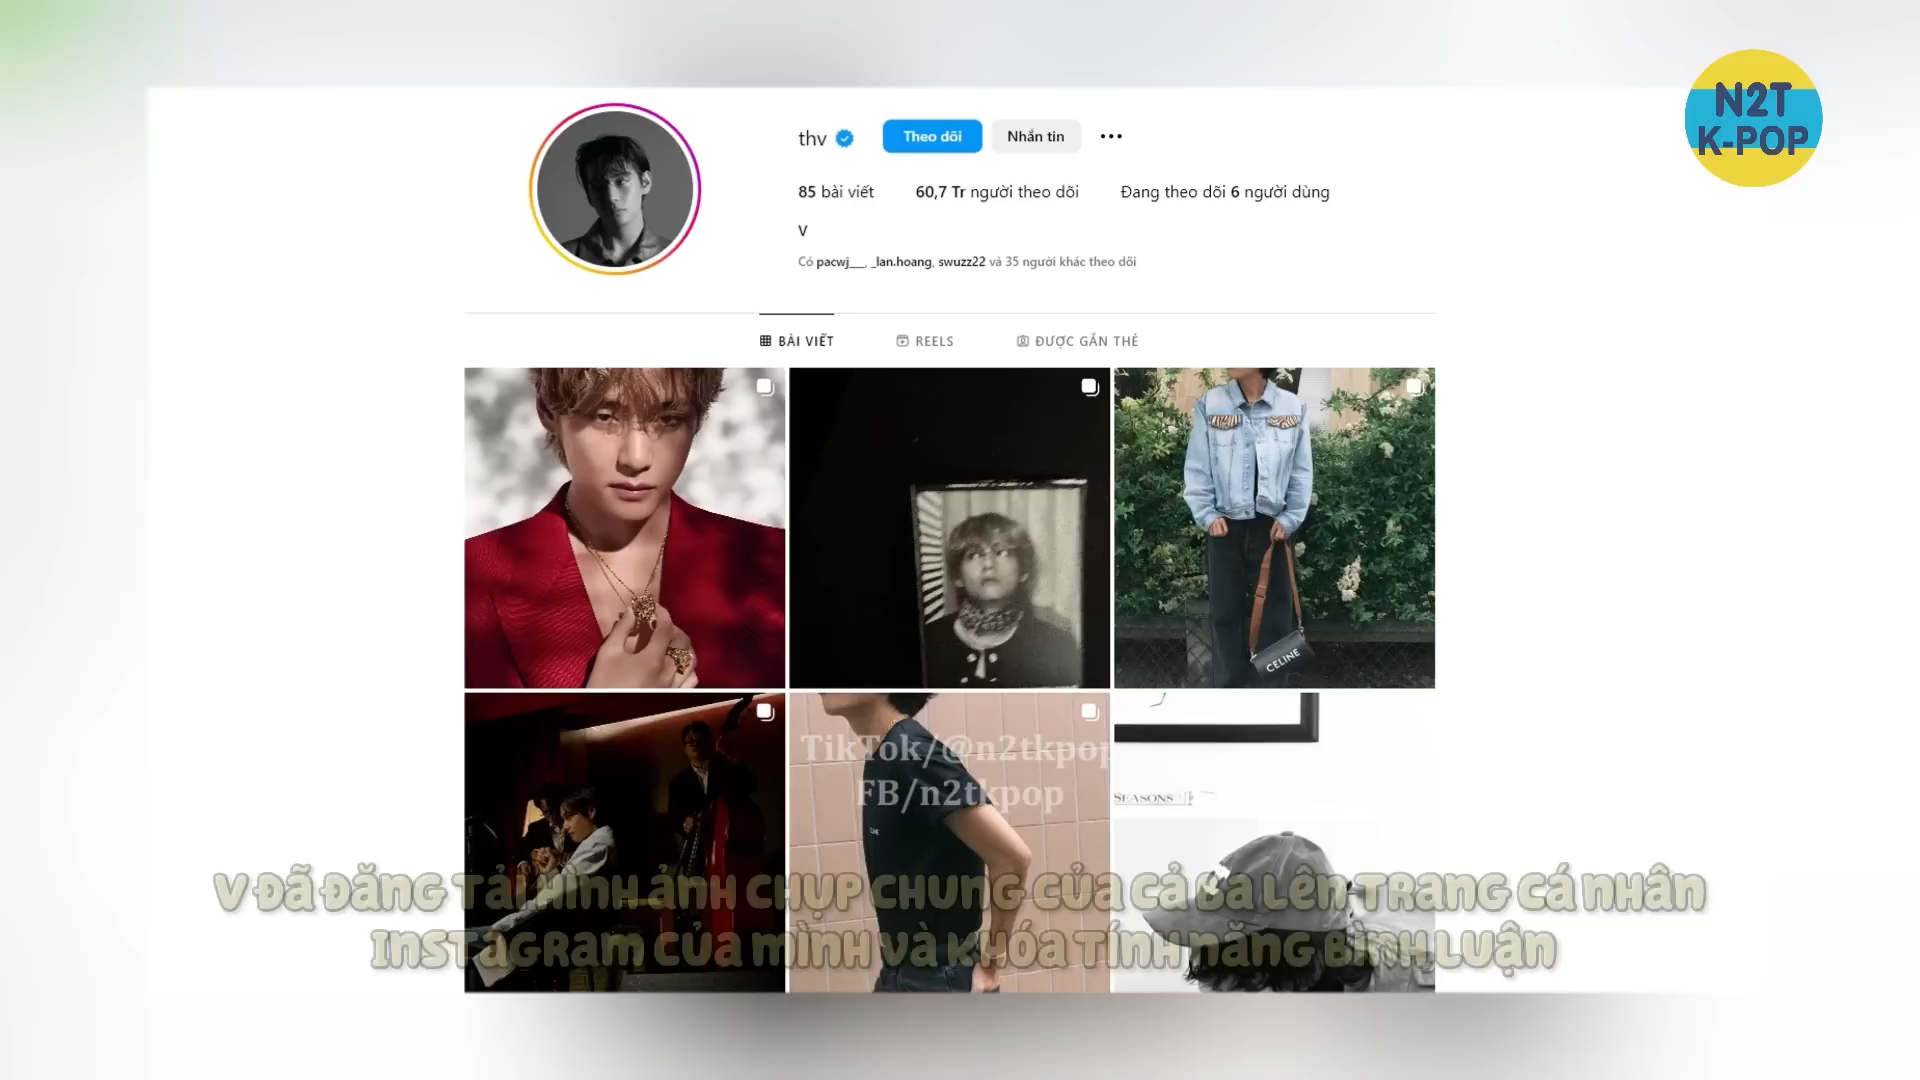 N2T
K-POP
thv
Theo dõi
Nhắn tin
85 bài viết
60,7 Tr người theo dõi
Đang theo dõi 6 người dùng
V
Có pacwj___, _lan.hoang, swuzz22 và 35 người khác theo dõi
BÀI VIẾT
REELS
ĐƯỢC GẮN THẺ
CELINE
TikTok/@n2tkpop
FB/n2tkpop
SEASONS
V ĐÃ ĐĂNG TẢI HÌNH ẢNH CHỤP CHUNG CỦA CẢ BA LÊN TRANG CÁ NHÂN
INSTAGRAM CỦA MÌNH VÀ KHÓA TÍNH NĂNG BÌNH LUẬN